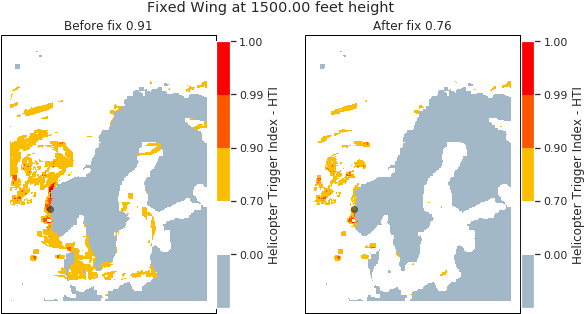 Fixed Wing at 1500.00 feet height
Before fix 0.91
After fix 0.76
1.00
0.99
0.90
0.70
0.00
Helicopter Trigger Index - HTI
1.00
0.99
0.90
0.70
0.00
Helicopter Trigger Index - HTI